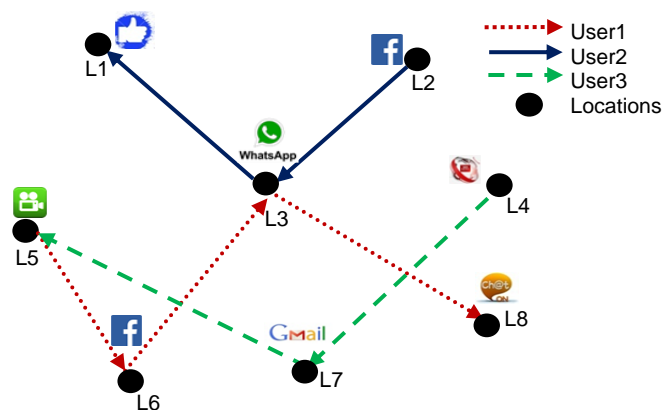 User1
User2
User3
Locations
L1
L2
WhatsApp
L3
L4
L5
Ch@t
ON
L8
Gmail
L7
L6